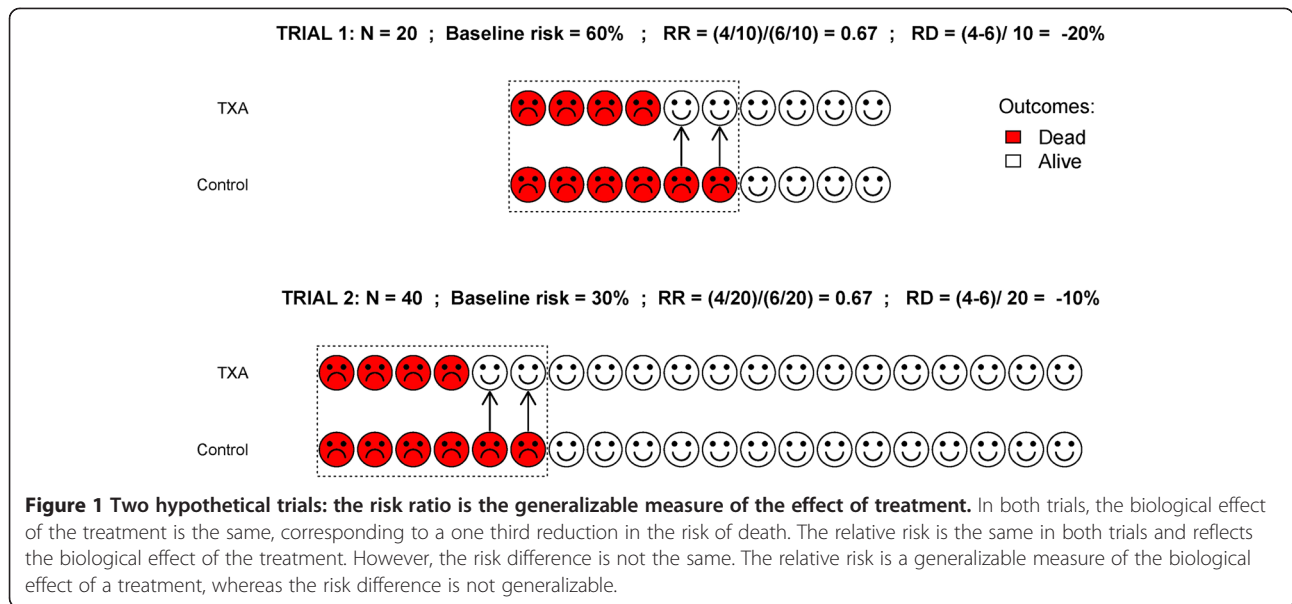 TRIAL 1: N = 20 ; Baseline risk = 60% ; RR = (4/10)/(6/10) = 0.67 ; RD = (4-6)/ 10 = -20%
TXA
Control
Outcomes:
Dead
Alive
TRIAL 2: N = 40 ; Baseline risk = 30% ; RR = (4/20)/(6/20) = 0.67 ; RD = (4-6)/ 20 = -10%
TXA
Control
Figure 1 Two hypothetical trials: the risk ratio is the generalizable measure of the effect of treatment. In both trials, the biological effect
of the treatment is the same, corresponding to a one third reduction in the risk of death. The relative risk is the same in both trials and reflects
the biological effect of the treatment. However, the risk difference is not the same. The relative risk is a generalizable measure of the biological
effect of a treatment, whereas the risk difference is not generalizable.